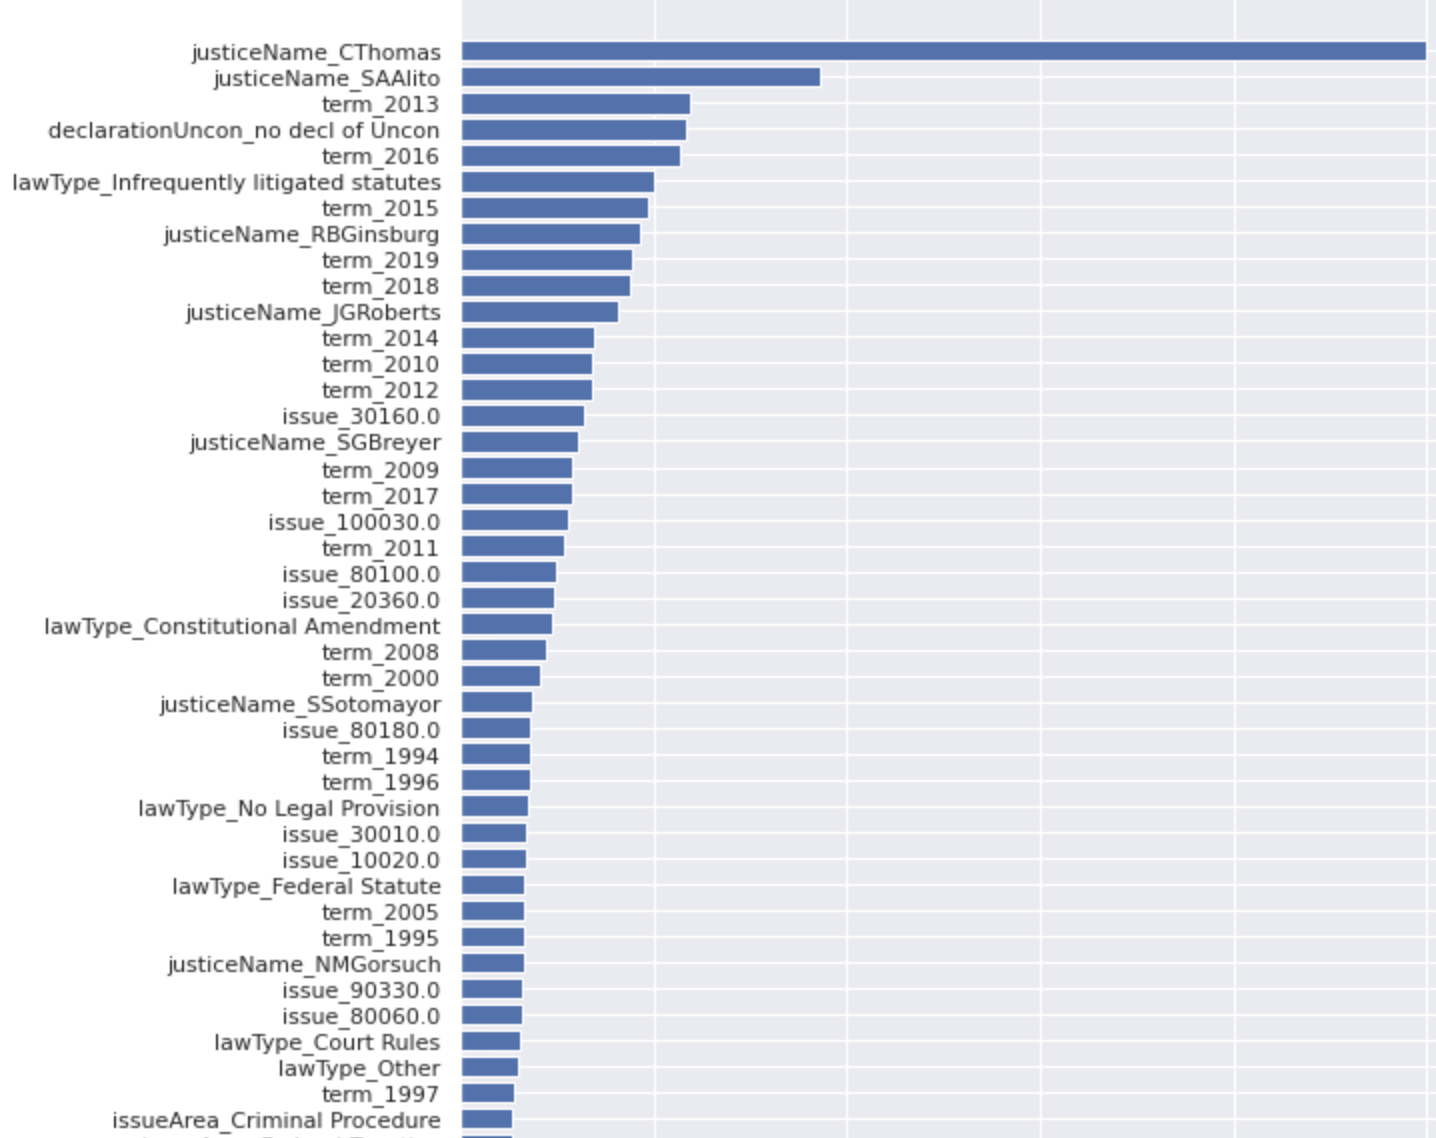 justiceName_CThomas
justiceName_SAAlito
term_2013
declarationUncon_no decl of Uncon
term_2016
lawType_Infrequently litigated statutes
term_2015
justiceName_RBGinsburg
term_2019
term_2018
justiceName_JGRoberts
term_2014
term_2010
term_2012
issue_30160.0
justiceName_SGBreyer
term_2009
term_2017
issue_100030.0
term_2011
issue_80100.0
issue_20360.0
lawType_Constitutional Amendment
term_2008
term_2000
justiceName_SSotomayor
issue_80180.0
term_1994
term_1996
lawType_No Legal Provision
issue_30010.0
issue_10020.0
lawType_Federal Statute
term_2005
term_1995
justiceName_NMGorsuch
issue_90330.0
issue_80060.0
lawType_Court Rules
lawType_Other
term_1997
issueArea_Criminal Procedure